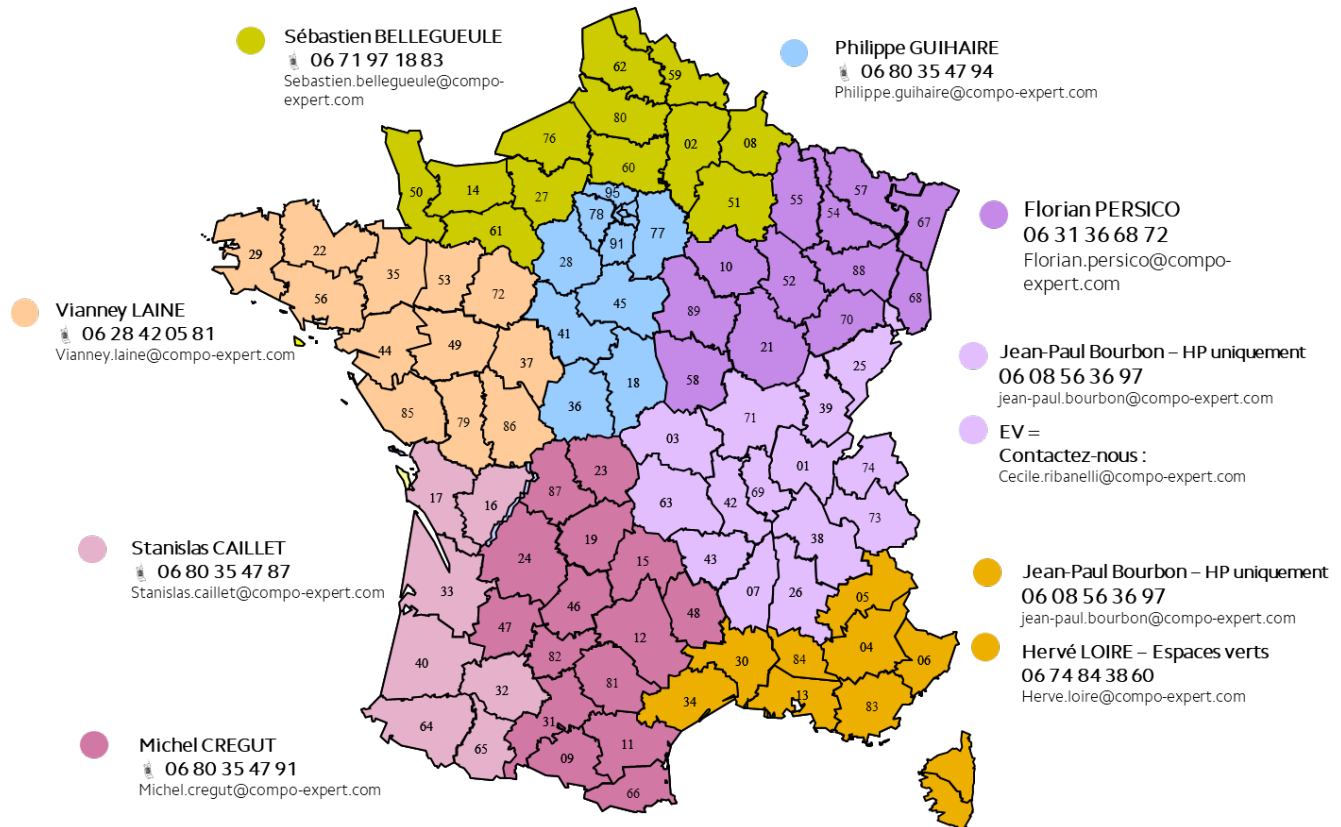 Sébastien BELLEGUEULE
06 71 97 18 83
Sebastien.bellegueule@compo-
expert.com
Philippe GUIHAIRE
06 80 35 47 94
Philippe.guihaire@compo-expert.com
Florian PERSICO
06 31 36 68 72
Florian.persico@compo-
expert.com
Vianney LAINE
06 28 42 05 81
Vianney.laine@compo-expert.com
Jean-Paul Bourbon – HP uniquement
06 08 56 36 97
jean-paul.bourbon@compo-expert.com
EV =
Contactez-nous :
Cecile.ribanelli@compo-expert.com
Stanislas CAILLET
06 80 35 47 87
Stanislas.caillet@compo-expert.com
Jean-Paul Bourbon – HP uniquement
06 08 56 36 97
jean-paul.bourbon@compo-expert.com
Hervé LOIRE – Espaces verts
06 74 84 38 60
Herve.loire@compo-expert.com
Michel CREGUT
06 80 35 47 91
Michel.cregut@compo-expert.com
62
59
80
76
02
08
60
50
14
27
51
61
95
78
77
91
28
55
57
54
67
10
52
88
68
29
22
35
53
72
56
45
89
70
41
21
44
49
37
25
18
58
36
85
79
86
71
39
03
01
74
23
87
63
42
69
73
17
16
19
38
24
15
43
33
07
26
05
46
48
47
12
04
40
82
30
84
06
32
81
34
13
83
64
31
65
11
09
66